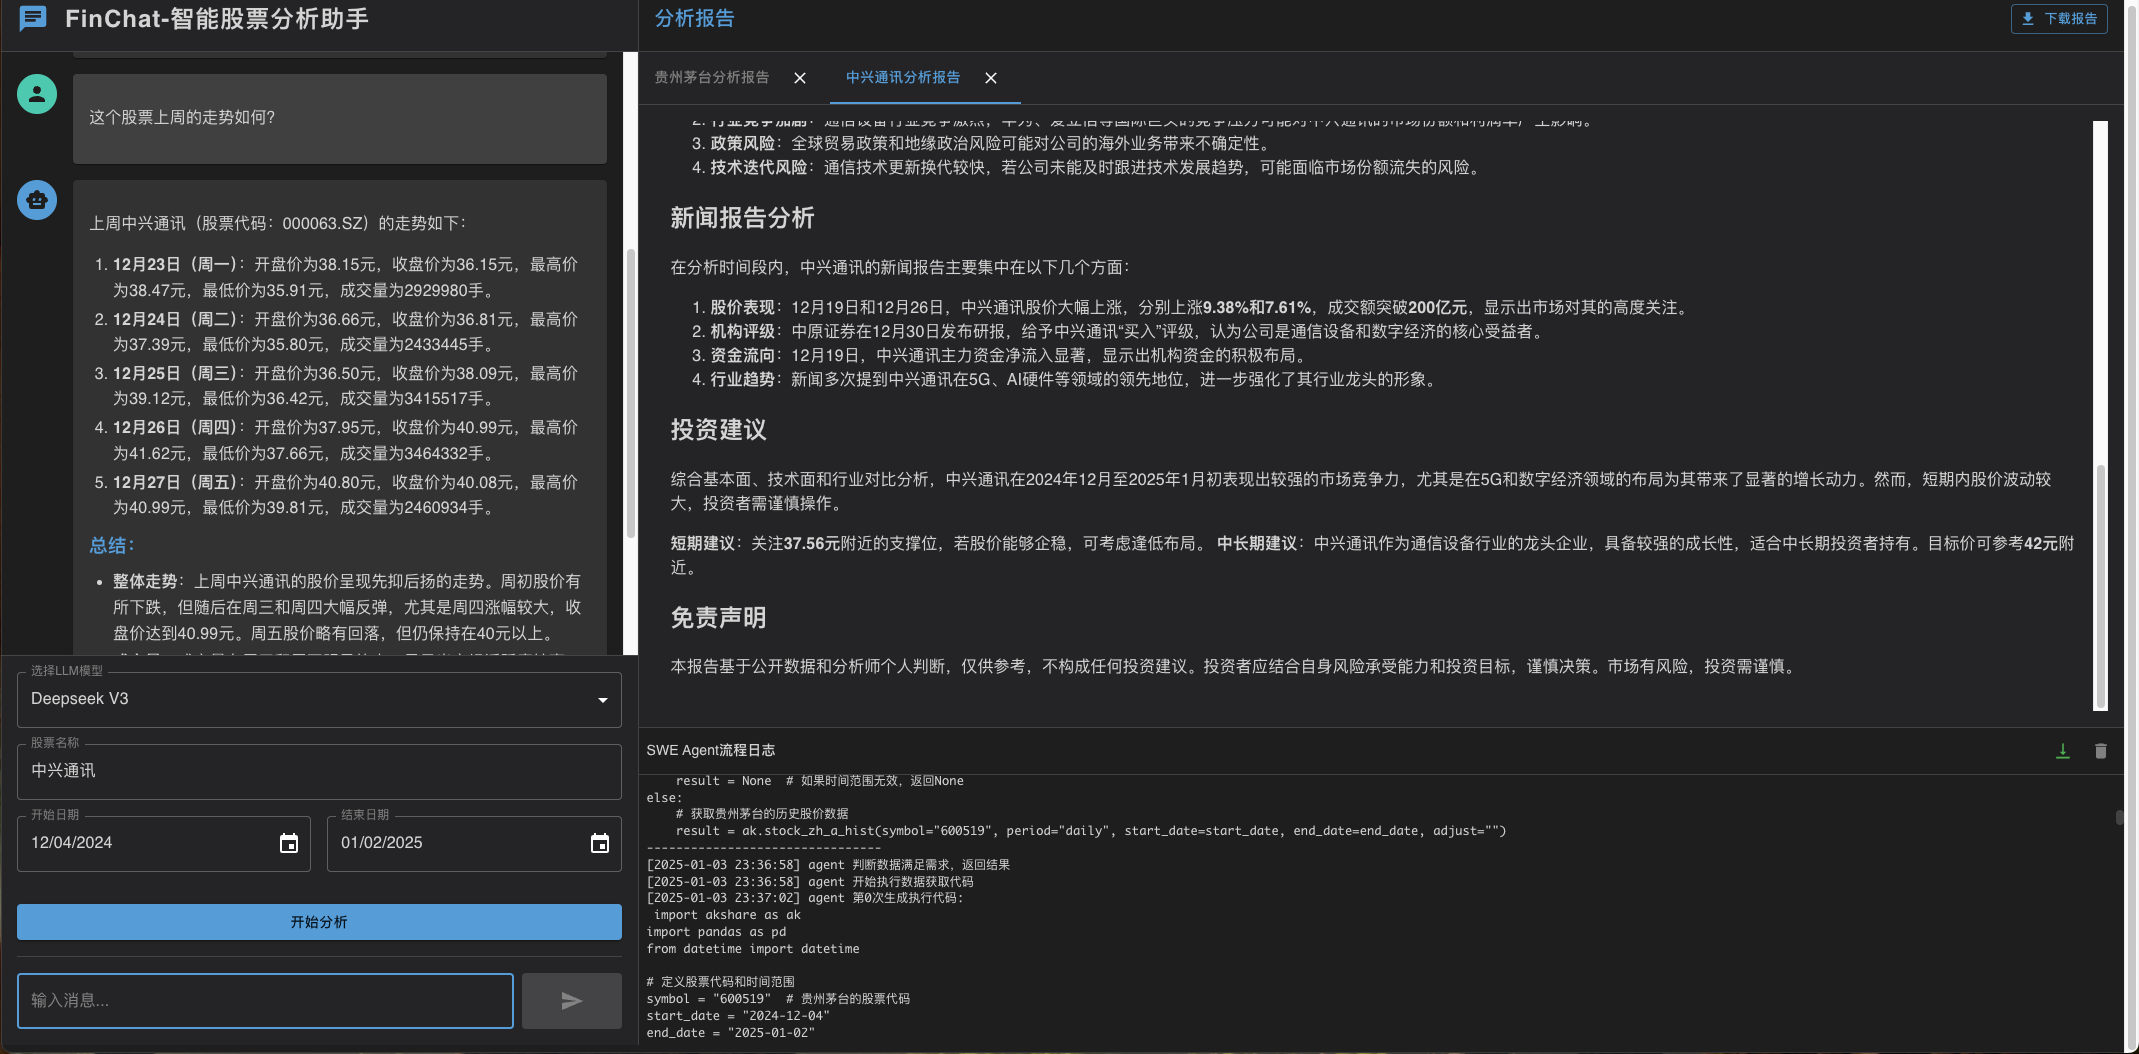 FinChat-智能股票分析助手
这个股票上周的走势如何?
上周中兴通讯（股票代码：000063.SZ）的走势如下：
1. 12月23日（周一）：开盘价为38.15元，收盘价为36.15元，最高价
为38.47元，最低价为35.91元，成交量为2929980手。
2. 12月24日（周二）：开盘价为36.66元，收盘价为36.81元，最高价
为37.39元，最低价为35.80元，成交量为2433445手。
3. 12月25日（周三）：开盘价为36.50元，收盘价为38.09元，最高价
为39.12元，最低价为36.42元，成交量为3415517手。
4. 12月26日（周四）：开盘价为37.95元，收盘价为40.99元，最高价
为41.62元，最低价为37.66元，成交量为3464332手。
5. 12月27日（周五）：开盘价为40.80元，收盘价为40.08元，最高价
为40.99元，最低价为39.81元，成交量为2460934手。
总结：
• 整体走势：上周中兴通讯的股价呈现先抑后扬的走势。周初股价有
所下跌，但随后在周三和周四大幅反弹，尤其是周四涨幅较大，收
盘价达到40.99元。周五股价略有回落，但仍保持在40元以上。
选择LLM模型
Deepseek V3
股票名称
中兴通讯
开始日期
12/04/2024
结束日期
01/02/2025
开始分析
输入消息...
分析报告
下载报告
贵州茅台分析报告
中兴通讯分析报告
2. 行业竞争加剧：通信设备行业竞争激烈，华为、爱立信等国际巨头的竞争压力可能对中兴通讯的市场份额和利润率产生影响。
3. 政策风险：全球贸易政策和地缘政治风险可能对公司的海外业务带来不确定性。
4. 技术迭代风险：通信技术更新换代较快，若公司未能及时跟进技术发展趋势，可能面临市场份额流失的风险。
新闻报告分析
在分析时间段内，中兴通讯的新闻报告主要集中在以下几个方面：
1. 股价表现：12月19日和12月26日，中兴通讯股价大幅上涨，分别上涨9.38%和7.61%，成交额突破200亿元，显示出市场对其的高度关注。
2. 机构评级：中原证券在12月30日发布研报，给予中兴通讯“买入”评级，认为公司是通信设备和数字经济的核心受益者。
3. 资金流向：12月19日，中兴通讯主力资金净流入显著，显示出机构资金的积极布局。
4. 行业趋势：新闻多次提到中兴通讯在5G、AI硬件等领域的领先地位，进一步强化了其行业龙头的形象。
投资建议
综合基本面、技术面和行业对比分析，中兴通讯在2024年12月至2025年1月初表现出较强的市场竞争力，尤其是在5G和数字经济领域的布局为其带来了显著的增长动力。然而，短期内股价波动较
大，投资者需谨慎操作。
短期建议：关注37.56元附近的支撑位，若股价能够企稳，可考虑逢低布局。 中长期建议：中兴通讯作为通信设备行业的龙头企业，具备较强的成长性，适合中长期投资者持有。目标价可参考42元附
近。
免责声明
本报告基于公开数据和分析师个人判断，仅供参考，不构成任何投资建议。投资者应结合自身风险承受能力和投资目标，谨慎决策。市场有风险，投资需谨慎。
SWE Agent流程日志
result = None  # 如果时间范围无效，返回None
else:
# 获取贵州茅台的历史股价数据
result = ak.stock_zh_a_hist(symbol="600519", period="daily", start_date=start_date, end_date=end_date, adjust="")
--------------------------------
[2025-01-03 23:36:58] agent 判断数据满足需求，返回结果
[2025-01-03 23:36:58] agent 开始执行数据获取代码
[2025-01-03 23:37:02] agent 第0次生成执行代码:
import akshare as ak
import pandas as pd
from datetime import datetime
# 定义股票代码和时间范围
symbol = "600519"  # 贵州茅台的股票代码
start_date = "2024-12-04"
end_date = "2025-01-02"